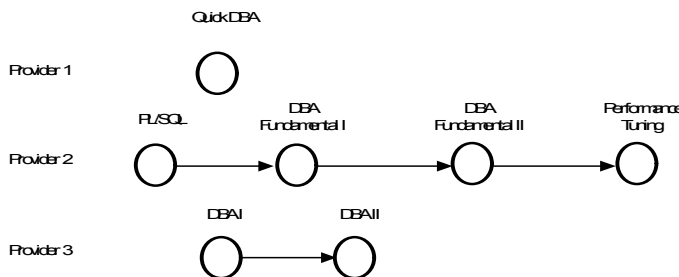 Quick DBA
Provider 1
PL/SQL
DBA
Fundamental I
DBA
Fundamental II
Performance
Tuning
Provider 2
DBA I
DBA II
Provider 3